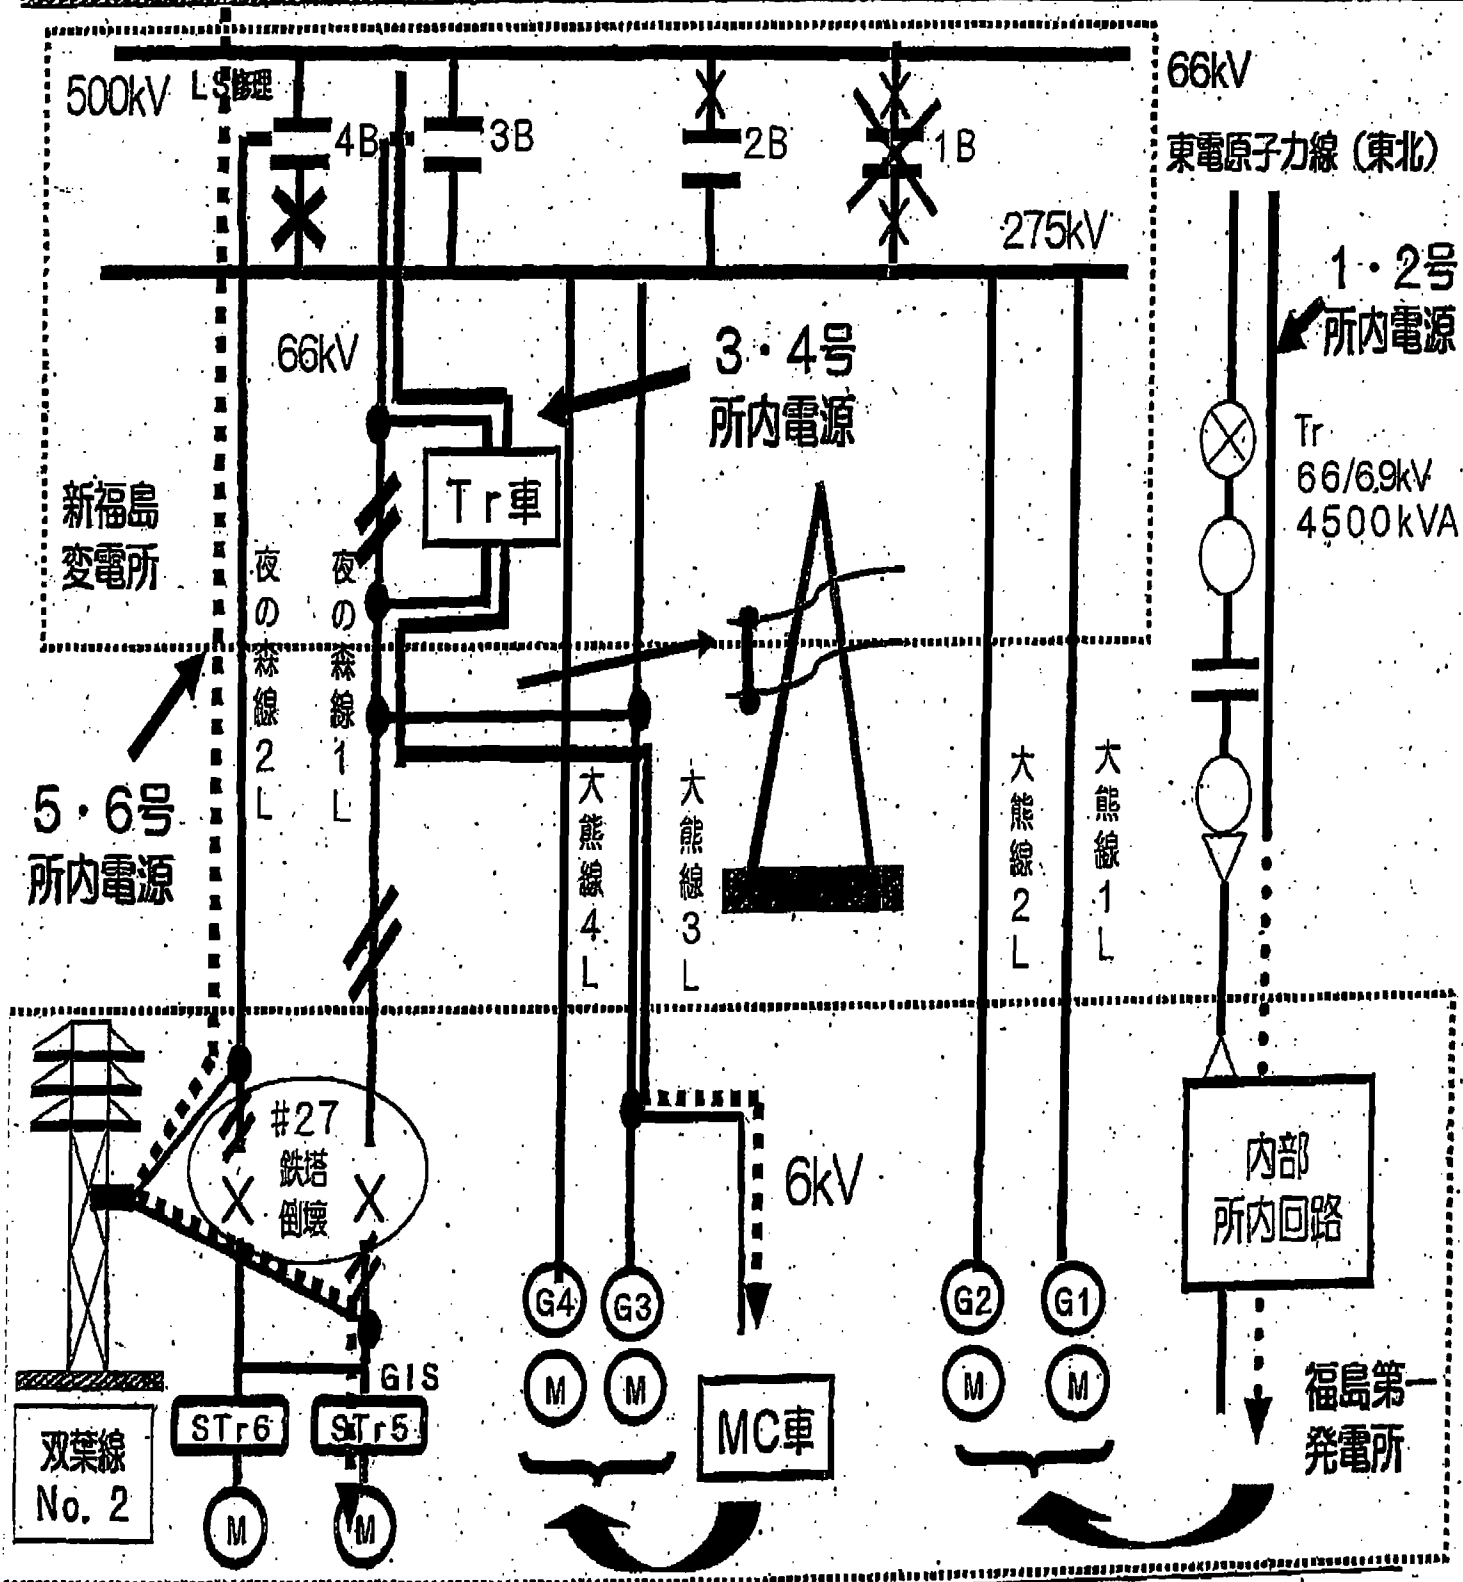 500kV
LS修理
4B
3B
2B
1B
66kV
東電原子力線（東北）
275kV
1・2号
所内電源
66kV
3・4号
所内電源
Tr
66/6.9kV
4500kVA
Tr車
新福島
変電所
夜の森線2L
夜の森線1L
5・6号
所内電源
大熊線4L
大熊線3L
大熊線2L
大熊線1L
#27
鉄塔
倒壊
6kV
内部
所内回路
G4
G3
G2
G1
GIS
M
M
M
M
福島第一
発電所
STr6
STr5
MC車
双葉線
No. 2
M
M